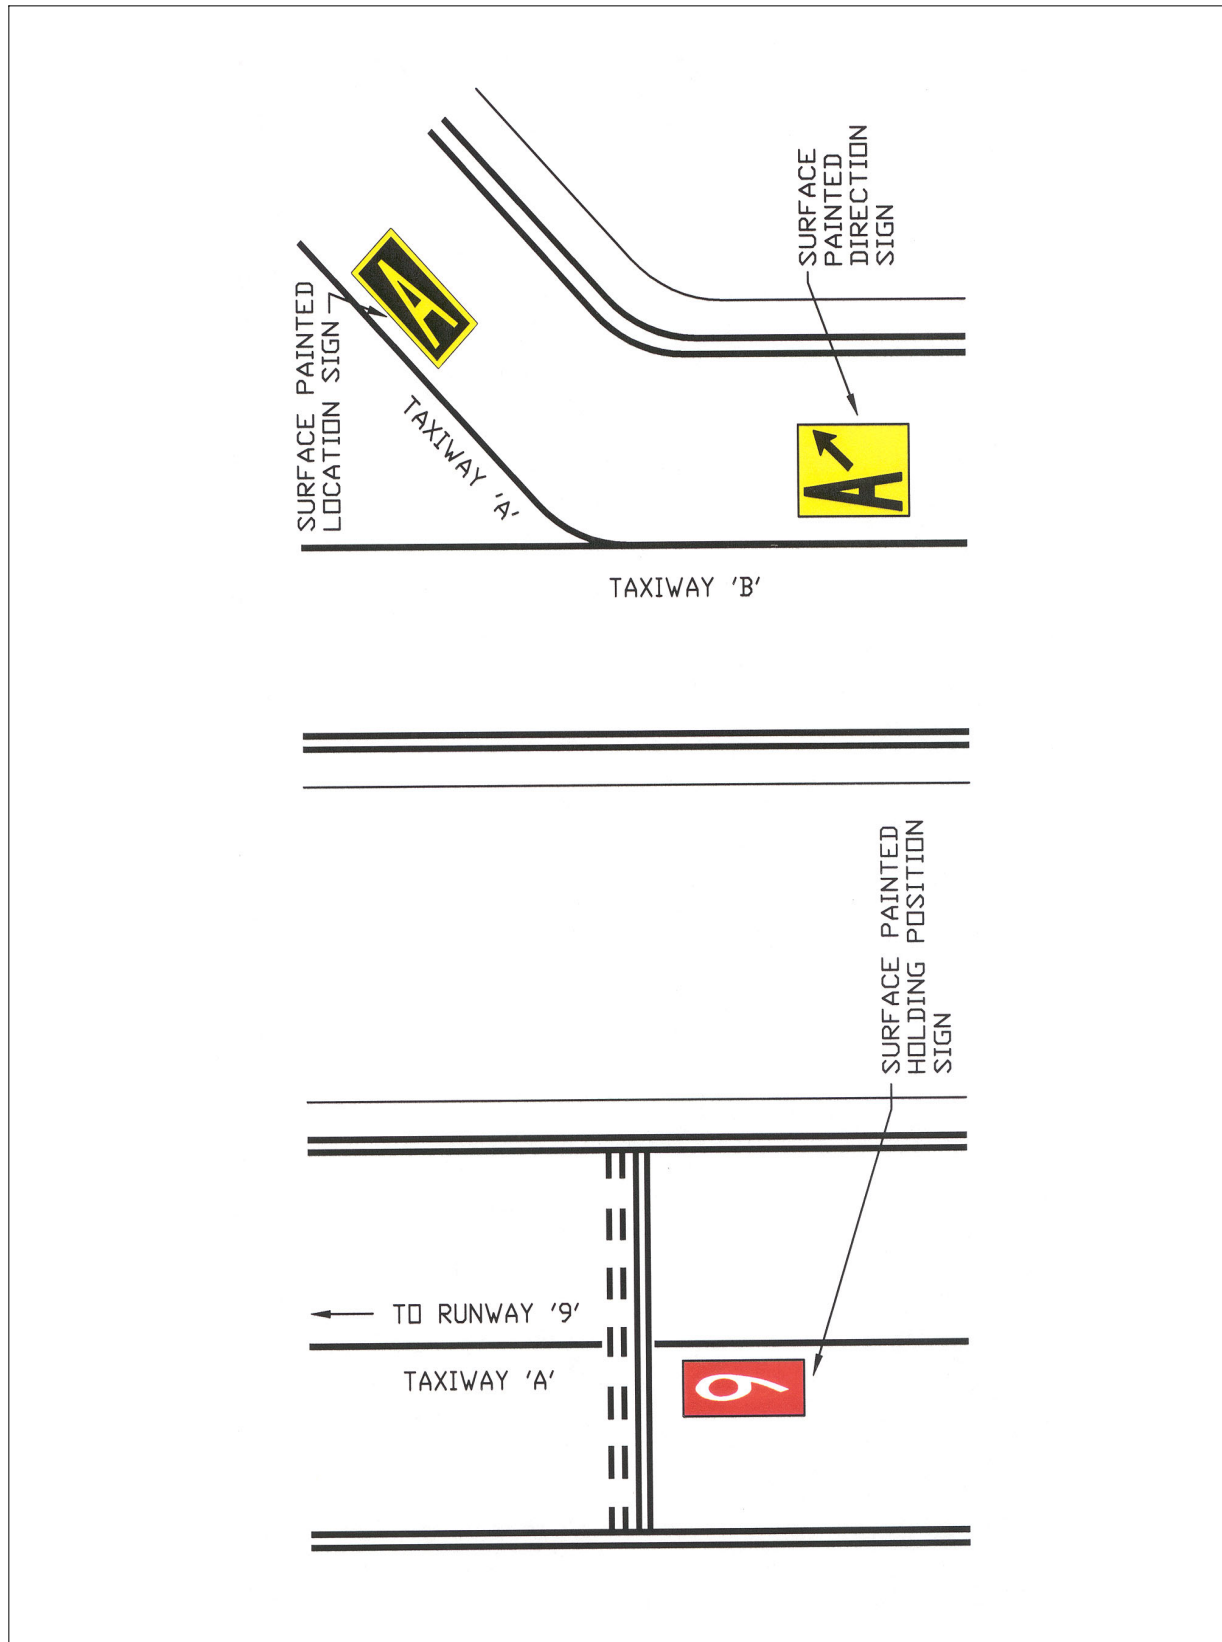 SURFACE PAINTED
LOCATION SIGN
A
TAXIWAY 'A'
SURFACE
PAINTED
DIRECTION
SIGN
A
TAXIWAY 'B'
SURFACE PAINTED
HOLDING POSITION
SIGN
TO RUNWAY '9'
TAXIWAY 'A'
9